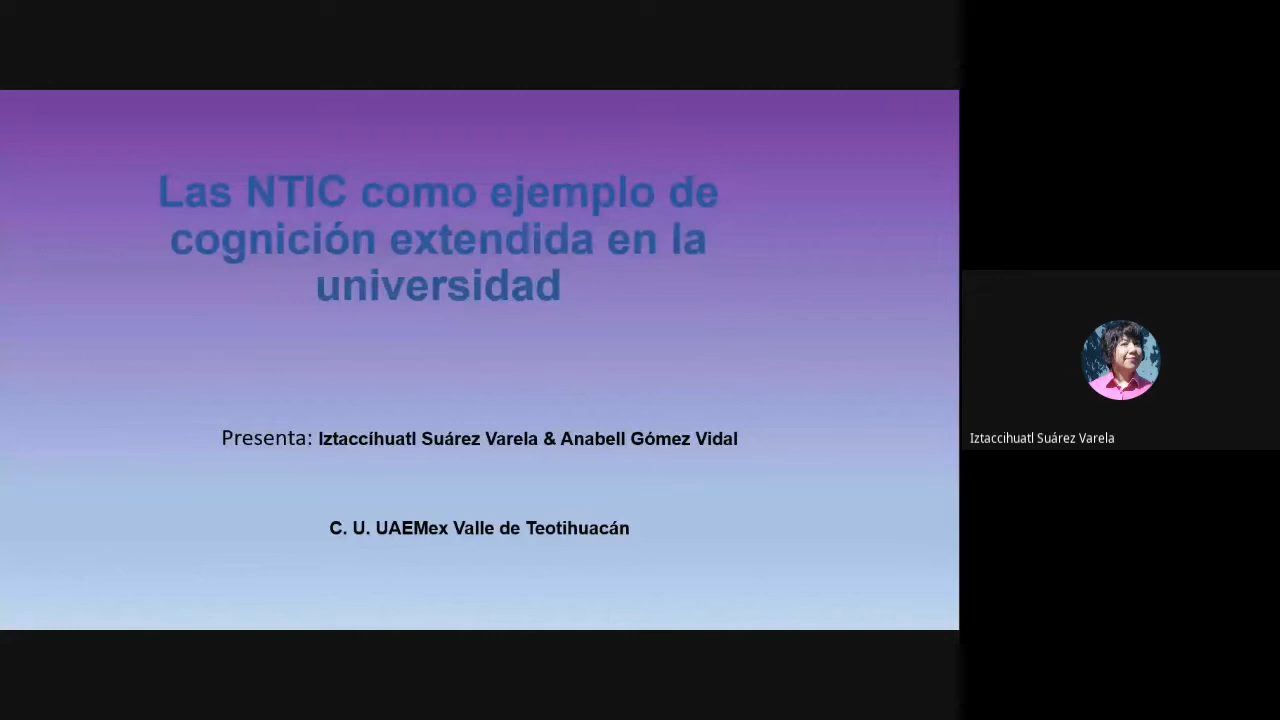 Las NTIC como ejemplo de
cognición extendida en la
universidad
Presenta: Iztaccíhuatl Suárez Varela & Anabell Gómez Vidal
C. U. UAEMex Valle de Teotihuacán
Iztaccihuatl Suárez Varela